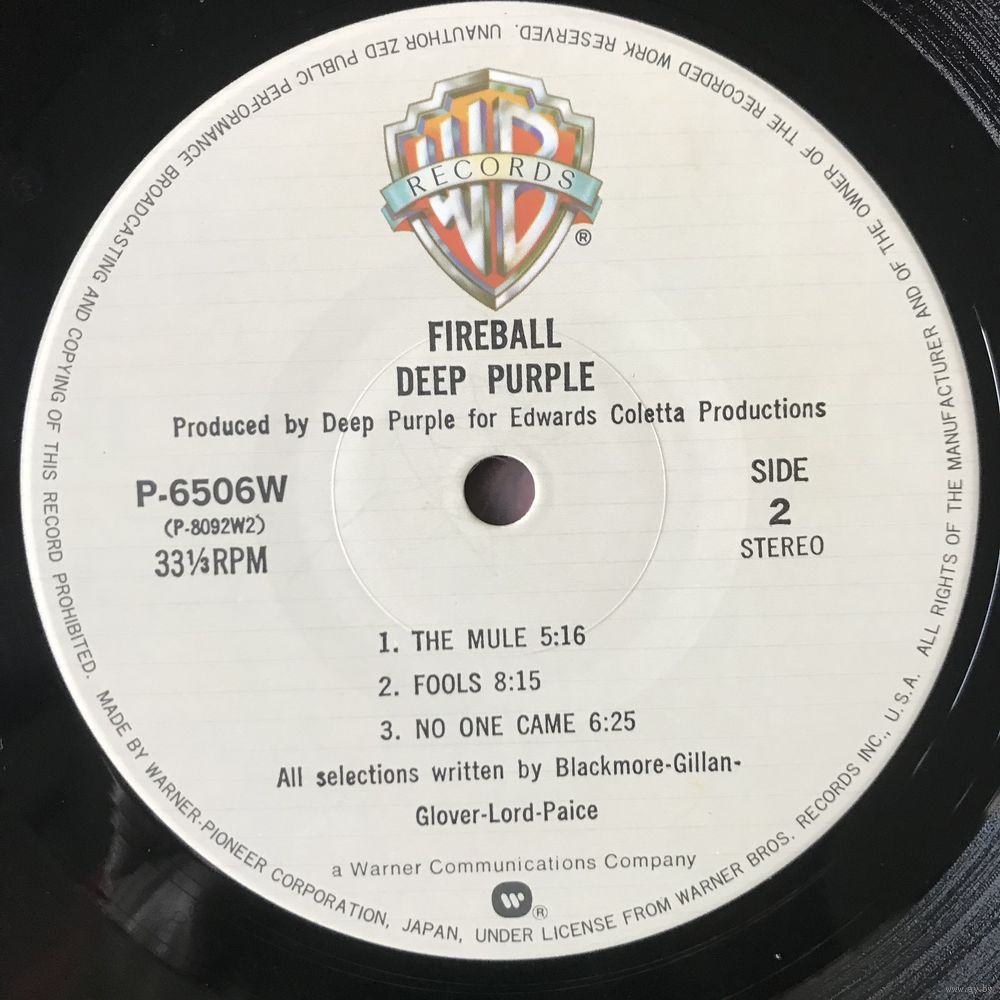 WB
RECORDS
®
FIREBALL
DEEP PURPLE
Produced by Deep Purple for Edwards Coletta Productions
P-6506W
(P-8092W2)
33⅓RPM
SIDE
2
STEREO
1. THE MULE 5:16
2. FOOLS 8:15
3. NO ONE CAME 6:25
All selections written by Blackmore-Gillan-
Glover-Lord-Paice
a Warner Communications Company
®
ALL RIGHTS OF THE MANUFACTURER AND OF THE OWNER OF THE RECORDED WORK RESERVED. UNAUTHOR ZED PUBLIC PERFORMANCE BROADCASTING AND COPYING OF THIS RECORD PROHIBITED. MADE BY WARNER-PIONEER CORPORATION, JAPAN, UNDER LICENSE FROM WARNER BROS. RECORDS INC., U.S.A.
www.ay.by